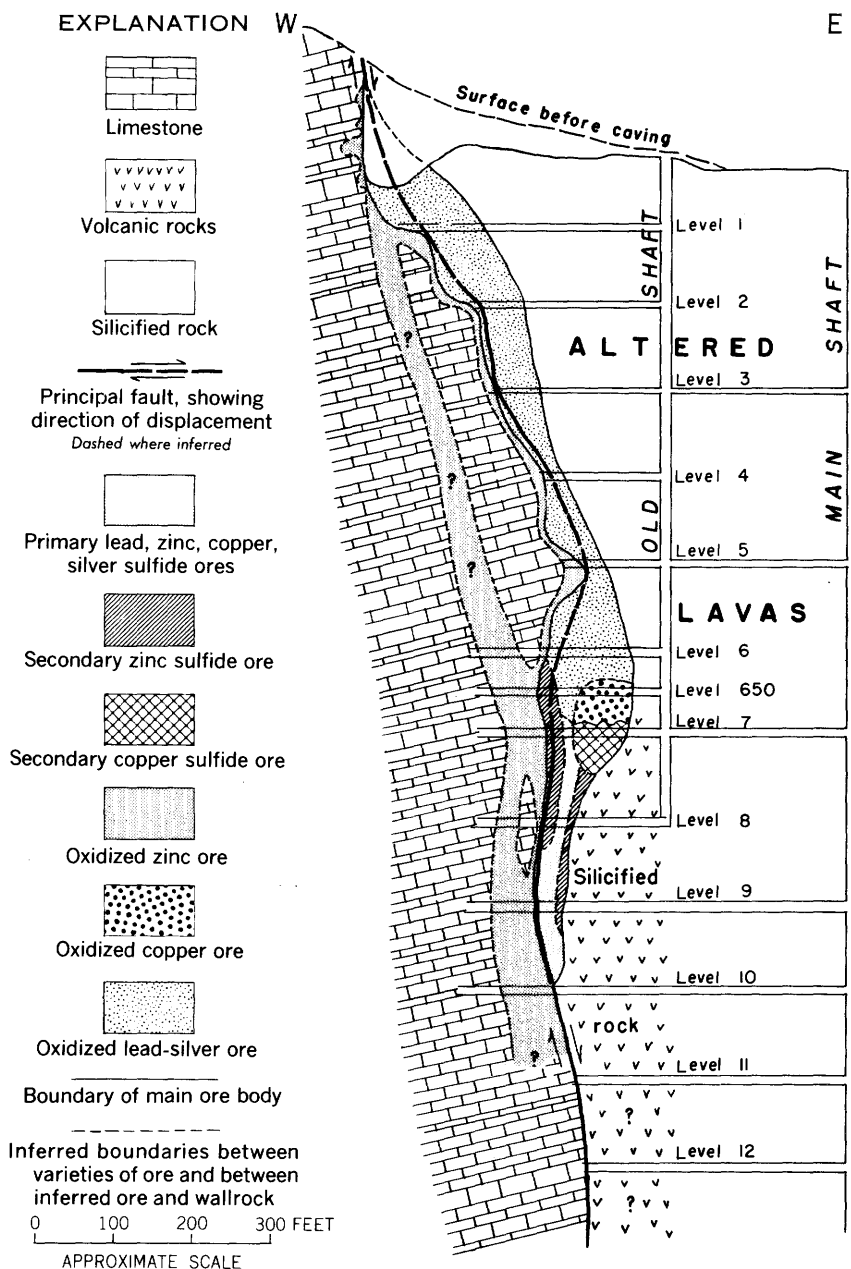 EXPLANATION
Limestone
Volcanic rocks
Silicified rock
Principal fault, showing
direction of displacement
Dashed where inferred
Primary lead, zinc, copper,
silver sulfide ores
Secondary zinc sulfide ore
Secondary copper sulfide ore
Oxidized zinc ore
Oxidized copper ore
Oxidized lead-silver ore
Boundary of main ore body
Inferred boundaries between
varieties of ore and between
inferred ore and wallrock
0 100 200 300 FEET
APPROXIMATE SCALE
W
E
Surface before caving
OLD SHAFT
MAIN SHAFT
Level 1
Level 2
ALTERED
Level 3
Level 4
Level 5
LAVAS
Level 6
Level 650
Level 7
Level 8
Silicified
Level 9
Level 10
rock
Level 11
Level 12
?
?
?
?
?
?